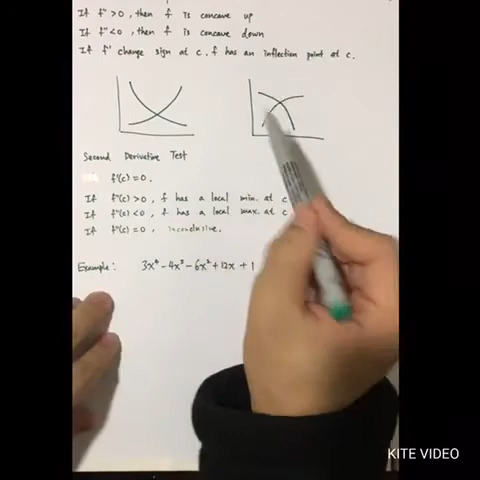 If f" > 0, then f is concave up
If f" < 0, then f is concave down
If f" change sign at c. f has an inflection point at c.
Second Derivative Test
f'(c) = 0.
If f"(c) > 0, f has a local min. at c
If f"(c) < 0, f has a local max. at c
If f"(c) = 0, inconclusive.
Example: 3x⁴ - 4x³ - 6x² + 12x + 1
KITE VIDEO